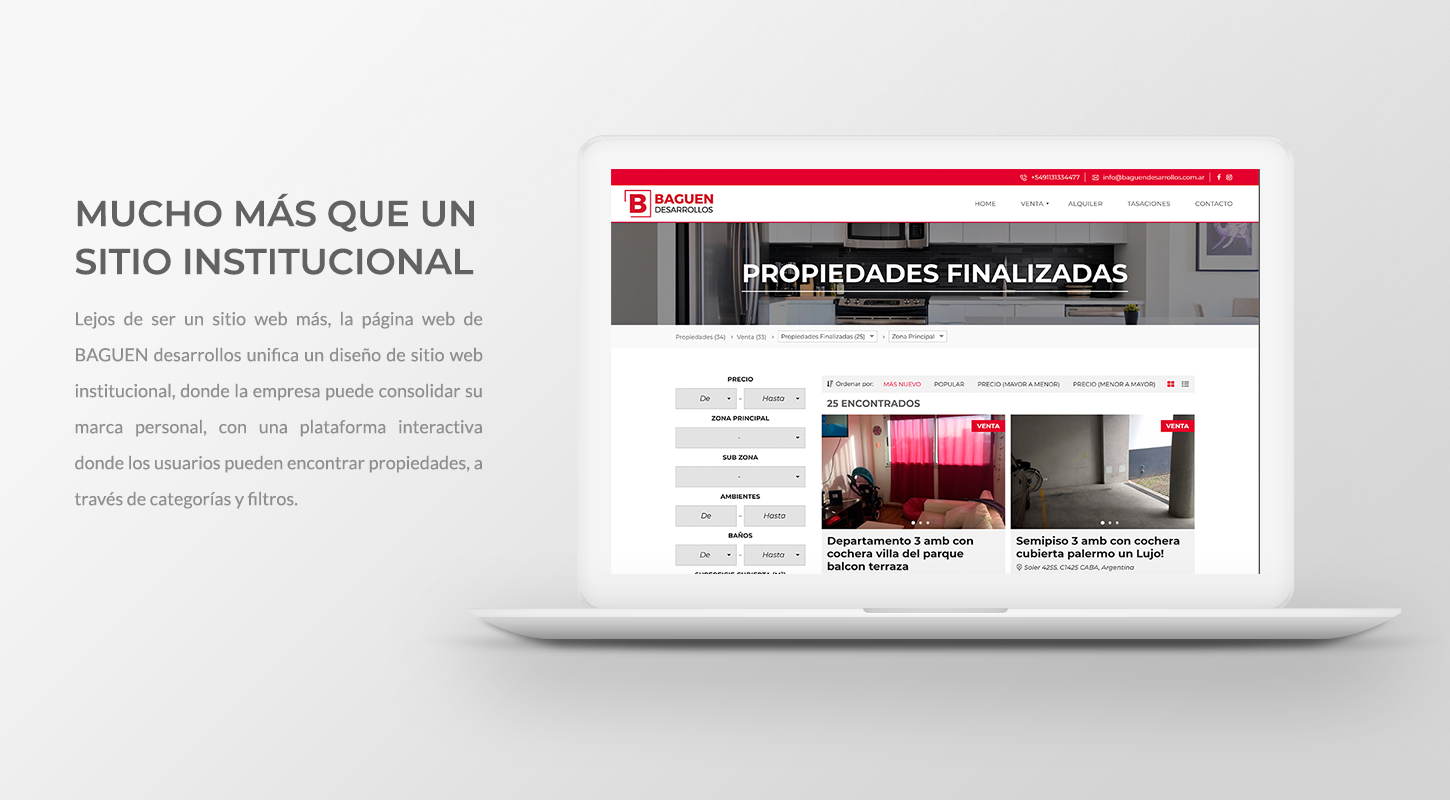 MUCHO MÁS QUE UN
SITIO INSTITUCIONAL
Lejos de ser un sitio web más, la página web de
BAGUEN desarrollos unifica un diseño de sitio web
institucional, donde la empresa puede consolidar su
marca personal, con una plataforma interactiva
donde los usuarios pueden encontrar propiedades, a
través de categorías y filtros.
+5491131334477 info@baguendesarrollos.com.ar
B BAGUEN
DESARROLLOS
HOME VENTA ALQUILER TASACIONES CONTACTO
PROPIEDADES FINALIZADAS
Propiedades (34) > Venta (33) > Propiedades Finalizadas (25) > Zona Principal
PRECIO
De - Hasta
ZONA PRINCIPAL
-
SUB ZONA
-
AMBIENTES
De - Hasta
BAÑOS
De - Hasta
Ordenar por: MÁS NUEVO POPULAR PRECIO (MAYOR A MENOR) PRECIO (MENOR A MAYOR)
25 ENCONTRADOS
VENTA
Departamento 3 amb con
cochera villa del parque
balcon terraza
VENTA
Semipiso 3 amb con cochera
cubierta palermo un Lujo!
Soler 4255, C1425 CABA, Argentina